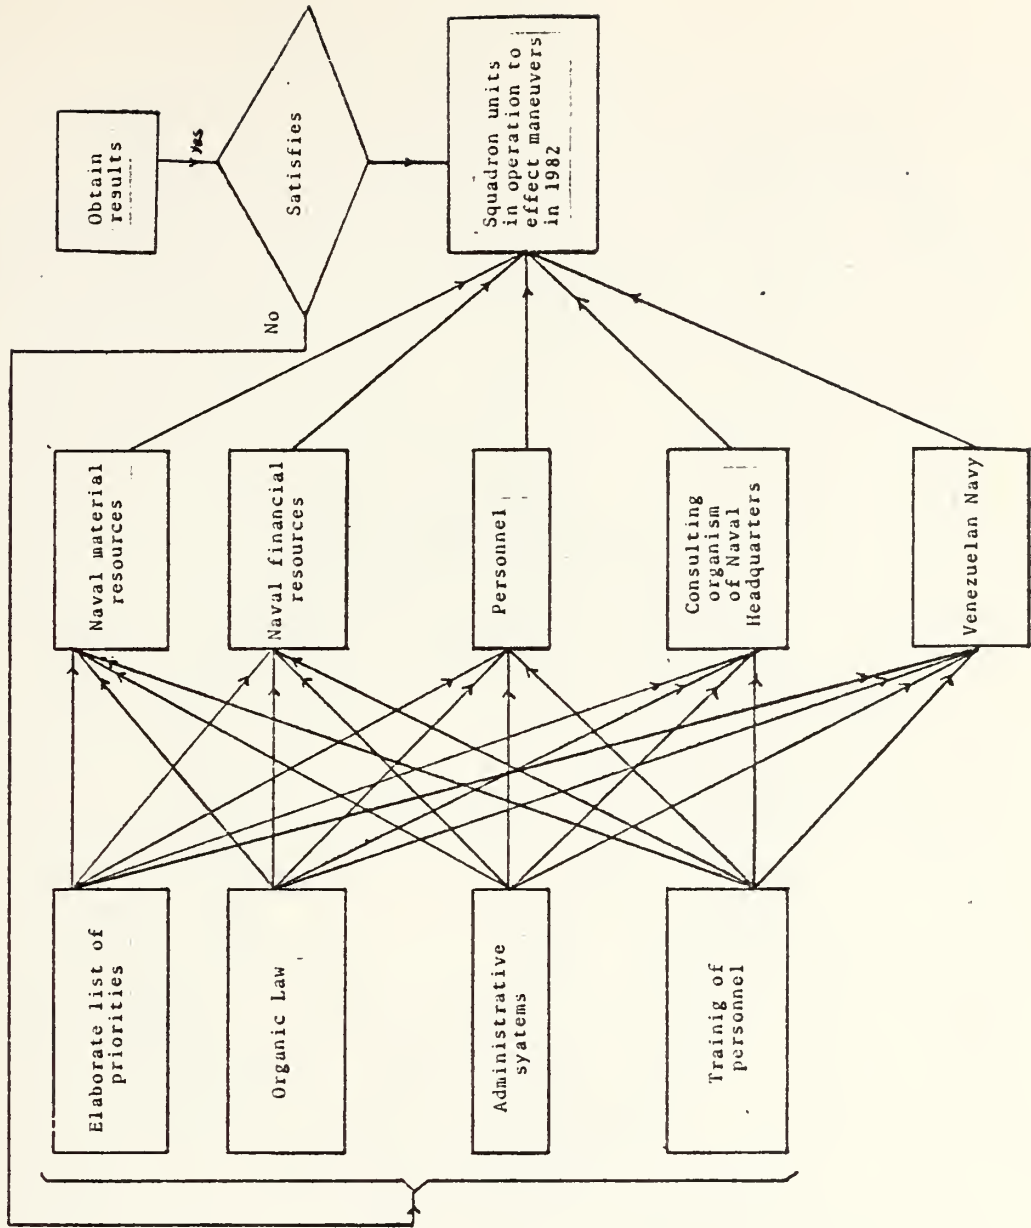 Elaborate list of
priorities
Organic Law
Administrative
syatems
Trainig of
personnel
Naval material
resources
Naval financial
resources
Personnel
Consulting
organism
of Naval
Headquarters
Venezuelan Navy
No
Obtain
results
Yes
Satisfies
Squadron units
in operation to
effect maneuvers
in 1982